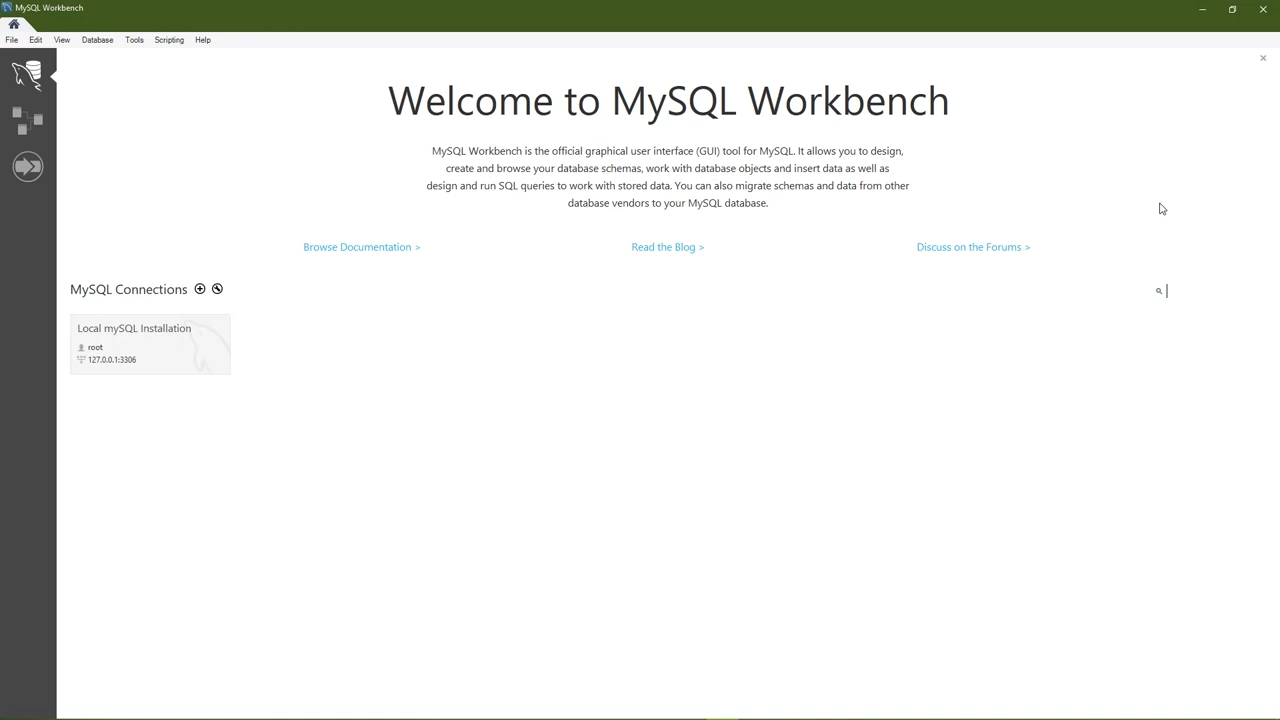 MySQL Workbench
File Edit View Database Tools Scripting Help
Welcome to MySQL Workbench
MySQL Workbench is the official graphical user interface (GUI) tool for MySQL. It allows you to design,
create and browse your database schemas, work with database objects and insert data as well as
design and run SQL queries to work with stored data. You can also migrate schemas and data from other
database vendors to your MySQL database.
Browse Documentation > Read the Blog > Discuss on the Forums >
MySQL Connections
Local mySQL Installation
root
127.0.0.1:3306